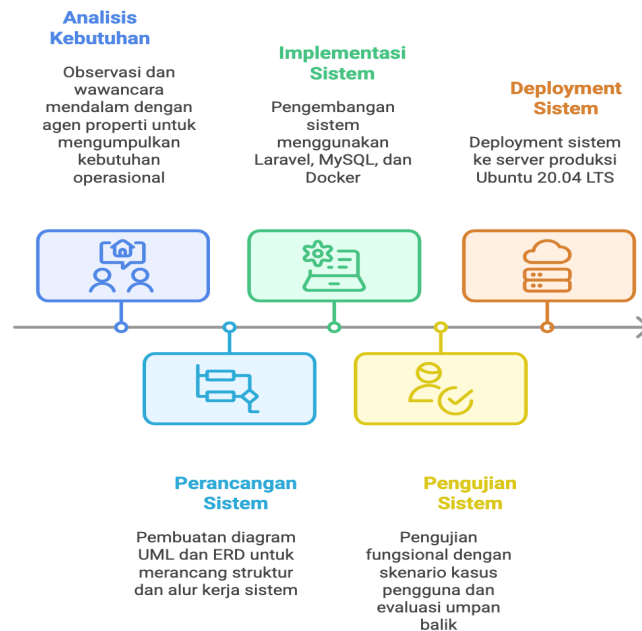 Analisis
Kebutuhan
Observasi dan
wawancara
mendalam dengan
agen properti untuk
mengumpulkan
kebutuhan
operasional
Implementasi
Sistem
Pengembangan
sistem
menggunakan
Laravel, MySQL, dan
Docker
Deployment
Sistem
Deployment sistem
ke server produksi
Ubuntu 20.04 LTS
Perancangan
Sistem
Pembuatan diagram
UML dan ERD untuk
merancang struktur
dan alur kerja sistem
Pengujian
Sistem
Pengujian
fungsional dengan
skenario kasus
pengguna dan
evaluasi umpan
balik